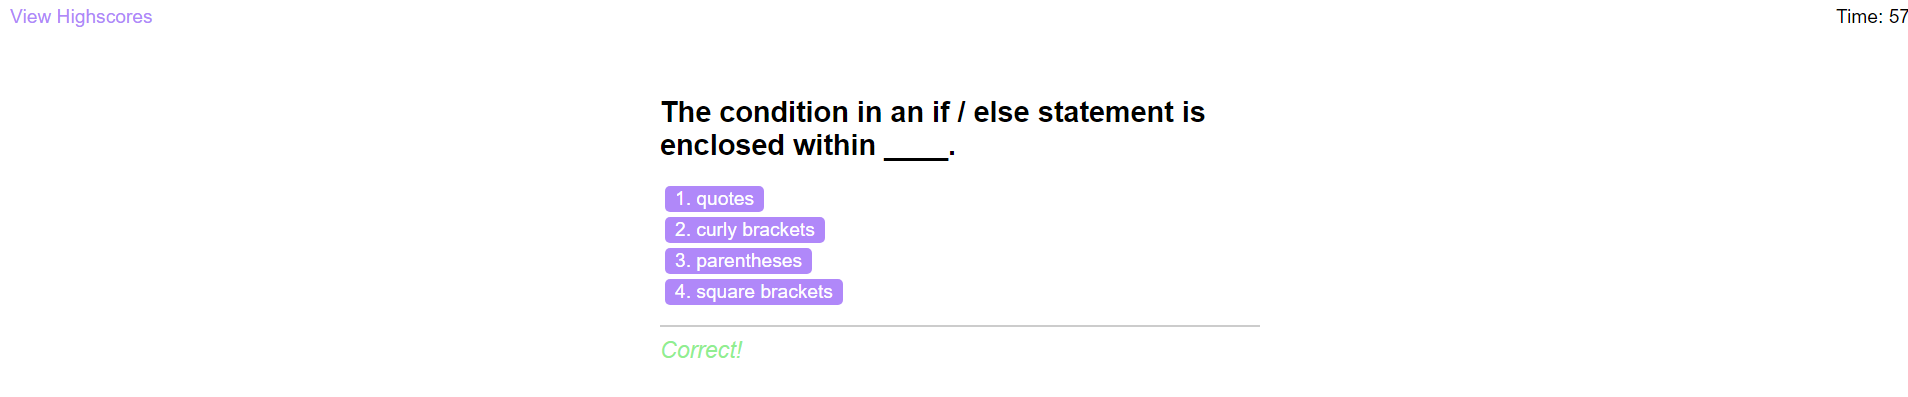 View Highscores
Time: 57
The condition in an if / else statement is
enclosed within ____.
1. quotes
2. curly brackets
3. parentheses
4. square brackets
Correct!